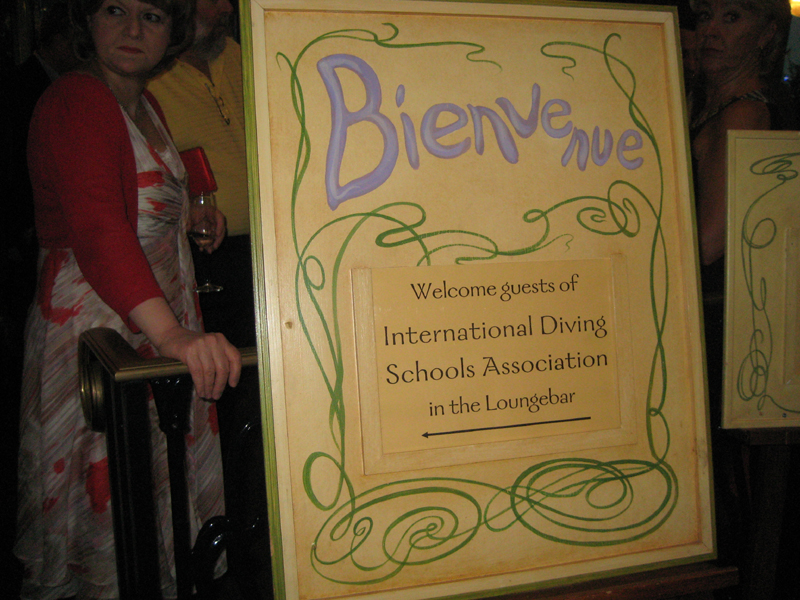 Bienvenue
Welcome guests of
International Diving
Schools Association
in the Loungebar